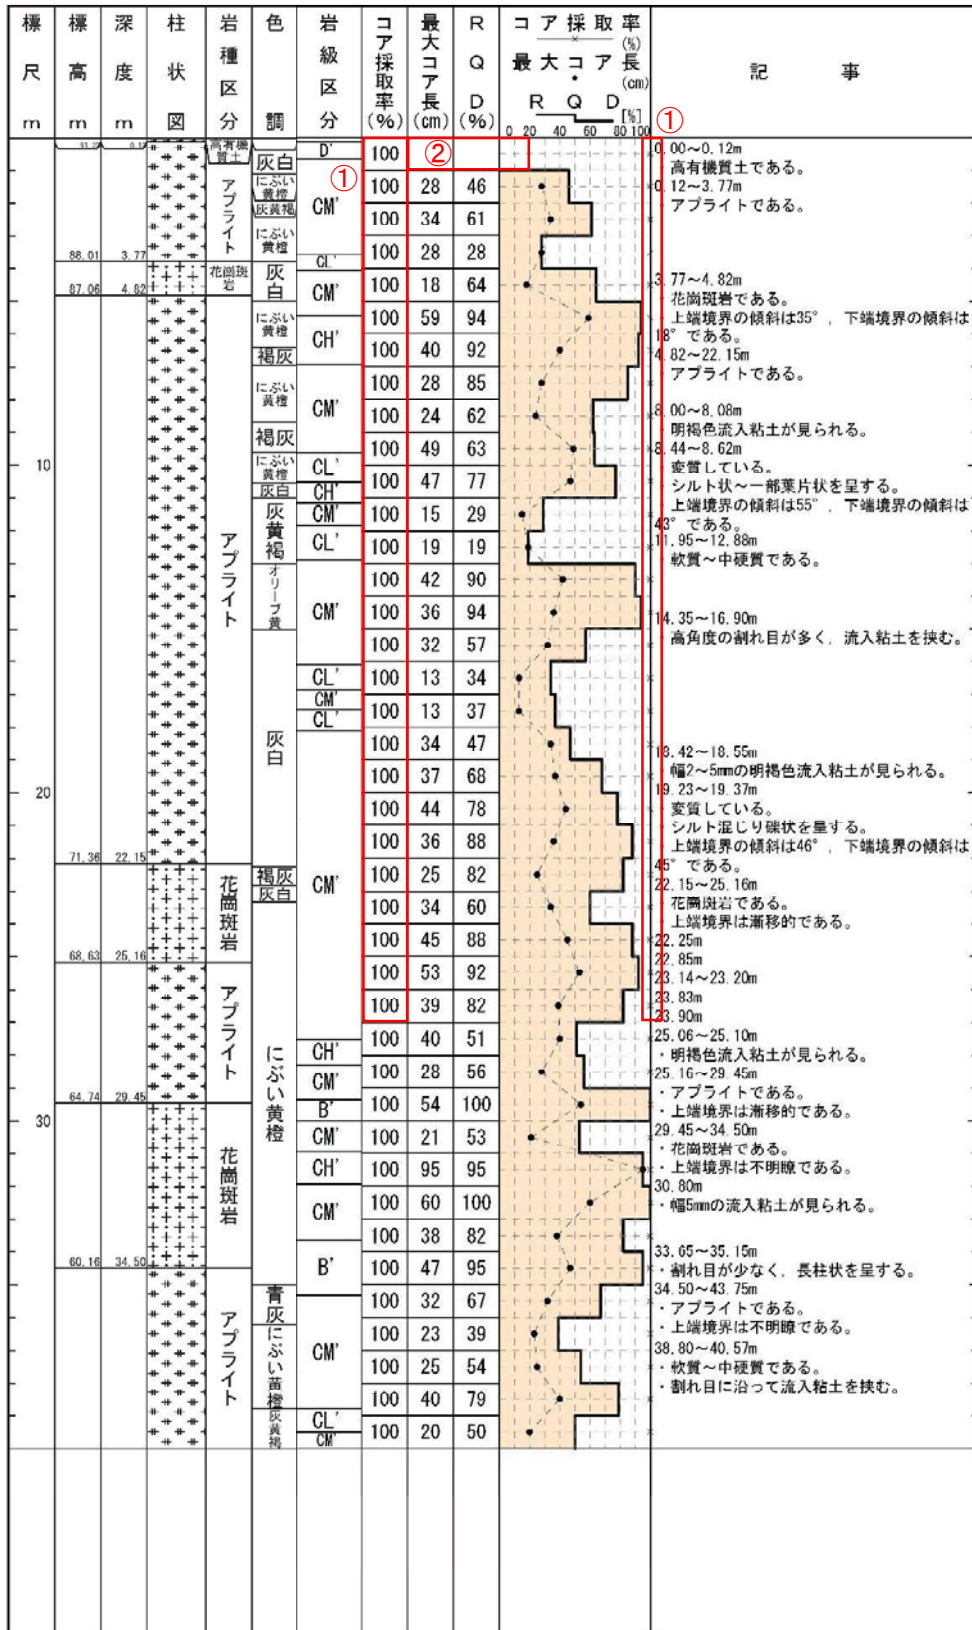 標尺 m
標高 m
深度 m
柱状図
岩種区分
色調
岩級区分
コア採取率(%)
最大コア長(cm)
RQD(%)
コア採取率(%)
最大コア長(cm)
RQD[%]
0 20 40 60 80 100
記事
①
②
①
10
20
30
88.01 3.77
87.06 4.82
71.36 22.15
68.63 25.16
64.74 29.45
60.16 34.50
高有機質土
アプライト
花崗斑岩
アプライト
花崗斑岩
アプライト
花崗斑岩
アプライト
灰白
にぶい黄橙
灰黄褐
にぶい黄橙
灰白
にぶい黄橙
褐灰
にぶい黄橙
褐灰
にぶい黄橙
灰白
灰黄褐
オリーブ黄
灰白
褐灰
灰白
にぶい黄橙
青灰
にぶい黄橙
灰黄褐
D'
CM'
CL'
CM'
CH'
CM'
CL'
CH'
CM'
CL'
CM'
CL'
CM'
CL'
CM'
CH'
CM'
B'
CM'
CH'
CM'
B'
CM'
CL'
CM'
100
100 28 46
100 34 61
100 28 28
100 18 64
100 59 94
100 40 92
100 28 85
100 24 62
100 49 63
100 47 77
100 15 29
100 19 19
100 42 90
100 36 94
100 32 57
100 13 34
100 13 37
100 34 47
100 37 68
100 44 78
100 36 88
100 25 82
100 34 60
100 45 88
100 53 92
100 39 82
100 40 51
100 28 56
100 54 100
100 21 53
100 95 95
100 60 100
100 38 82
100 47 95
100 32 67
100 23 39
100 25 54
100 40 79
100 20 50
0.00～0.12m
高有機質土である。
0.12～3.77m
アプライトである。
3.77～4.82m
花崗斑岩である。
上端境界の傾斜は35°，下端境界の傾斜は
18°である。
4.82～22.15m
アプライトである。
8.00～8.08m
明褐色流入粘土が見られる。
8.44～8.62m
変質している。
シルト状～一部葉片状を呈する。
上端境界の傾斜は55°，下端境界の傾斜は
43°である。
11.95～12.88m
軟質～中硬質である。
14.35～16.90m
高角度の割れ目が多く，流入粘土を挟む。
18.42～18.55m
幅2～5mmの明褐色流入粘土が見られる。
19.23～19.37m
変質している。
シルト混じり礫状を呈する。
上端境界の傾斜は46°，下端境界の傾斜は
45°である。
22.15～25.16m
花崗斑岩である。
上端境界は漸移的である。
22.25m
22.85m
23.14～23.20m
23.83m
23.90m
25.06～25.10m
・明褐色流入粘土が見られる。
25.16～29.45m
・アプライトである。
・上端境界は漸移的である。
29.45～34.50m
・花崗斑岩である。
・上端境界は不明瞭である。
30.80m
・幅5mmの流入粘土が見られる。
33.65～35.15m
・割れ目が少なく，長柱状を呈する。
34.50～43.75m
・アプライトである。
・上端境界は不明瞭である。
38.80～40.57m
・軟質～中硬質である。
・割れ目に沿って流入粘土を挟む。